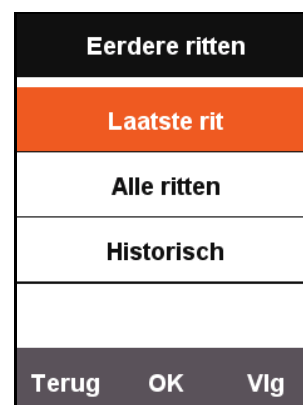 Eerdere ritten
Laatste rit
Alle ritten
Historisch
Terug OK Vlg